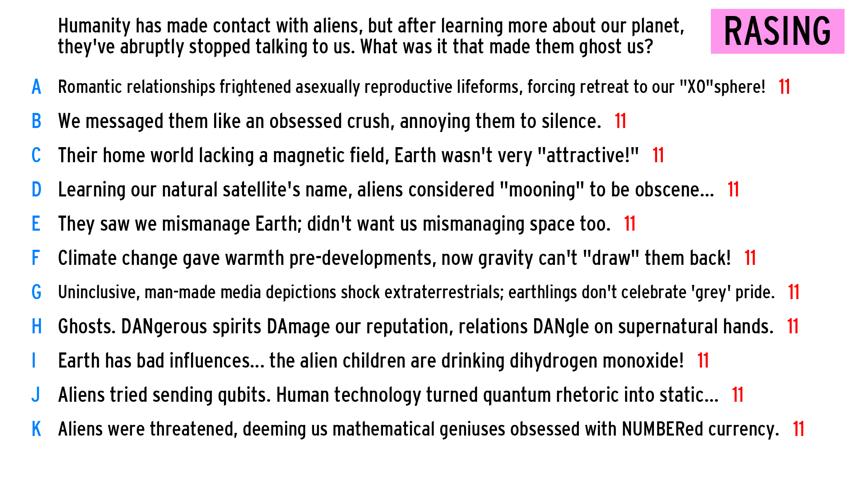 Humanity has made contact with aliens, but after learning more about our planet,
they've abruptly stopped talking to us. What was it that made them ghost us?
RASING
A Romantic relationships frightened asexually reproductive lifeforms, forcing retreat to our "XO"sphere! 11
B We messaged them like an obsessed crush, annoying them to silence. 11
C Their home world lacking a magnetic field, Earth wasn't very "attractive!" 11
D Learning our natural satellite's name, aliens considered "mooning" to be obscene... 11
E They saw we mismanage Earth; didn't want us mismanaging space too. 11
F Climate change gave warmth pre-developments, now gravity can't "draw" them back! 11
G Uninclusive, man-made media depictions shock extraterrestrials; earthlings don't celebrate 'grey' pride. 11
H Ghosts. DANgerous spirits DAmage our reputation, relations DANgle on supernatural hands. 11
I Earth has bad influences... the alien children are drinking dihydrogen monoxide! 11
J Aliens tried sending qubits. Human technology turned quantum rhetoric into static... 11
K Aliens were threatened, deeming us mathematical geniuses obsessed with NUMBERed currency. 11